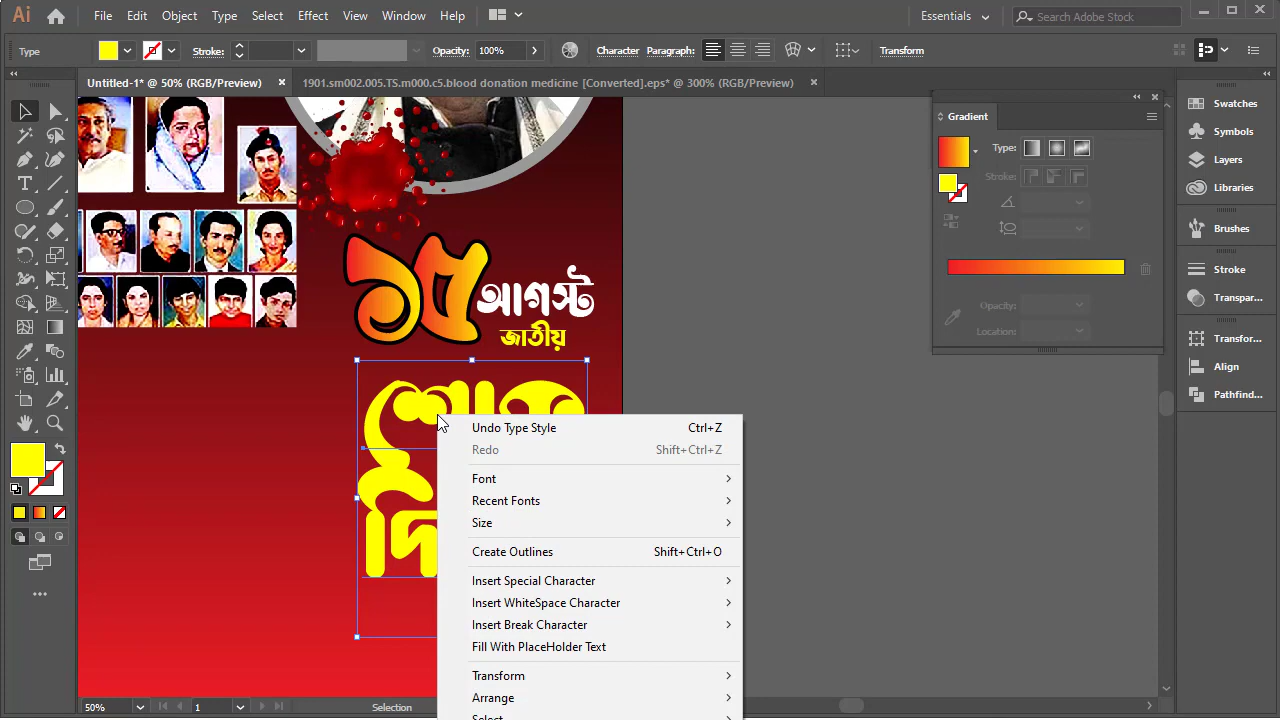 Ai File Edit Object Type Select Effect View Window Help Essentials Search Adobe Stock
Type Stroke: Opacity: 100% Character Paragraph: Transform
Untitled-1* @ 50% (RGB/Preview) × 1901.sm002.005.TS.m000.c5.blood donation medicine [Converted].eps* @ 300% (RGB/Preview) ×
Gradient
Type:
Stroke:
Opacity:
Location:
Swatches
Symbols
Layers
Libraries
Brushes
Stroke
Transpar...
Transfor...
Align
Pathfind...
১৫ আগস্ট
জাতীয়
শোক
দি
Undo Type Style Ctrl+Z
Redo Shift+Ctrl+Z
Font
Recent Fonts
Size
Create Outlines Shift+Ctrl+O
Insert Special Character
Insert WhiteSpace Character
Insert Break Character
Fill With PlaceHolder Text
Transform
Arrange
Select
50% 1 Selection